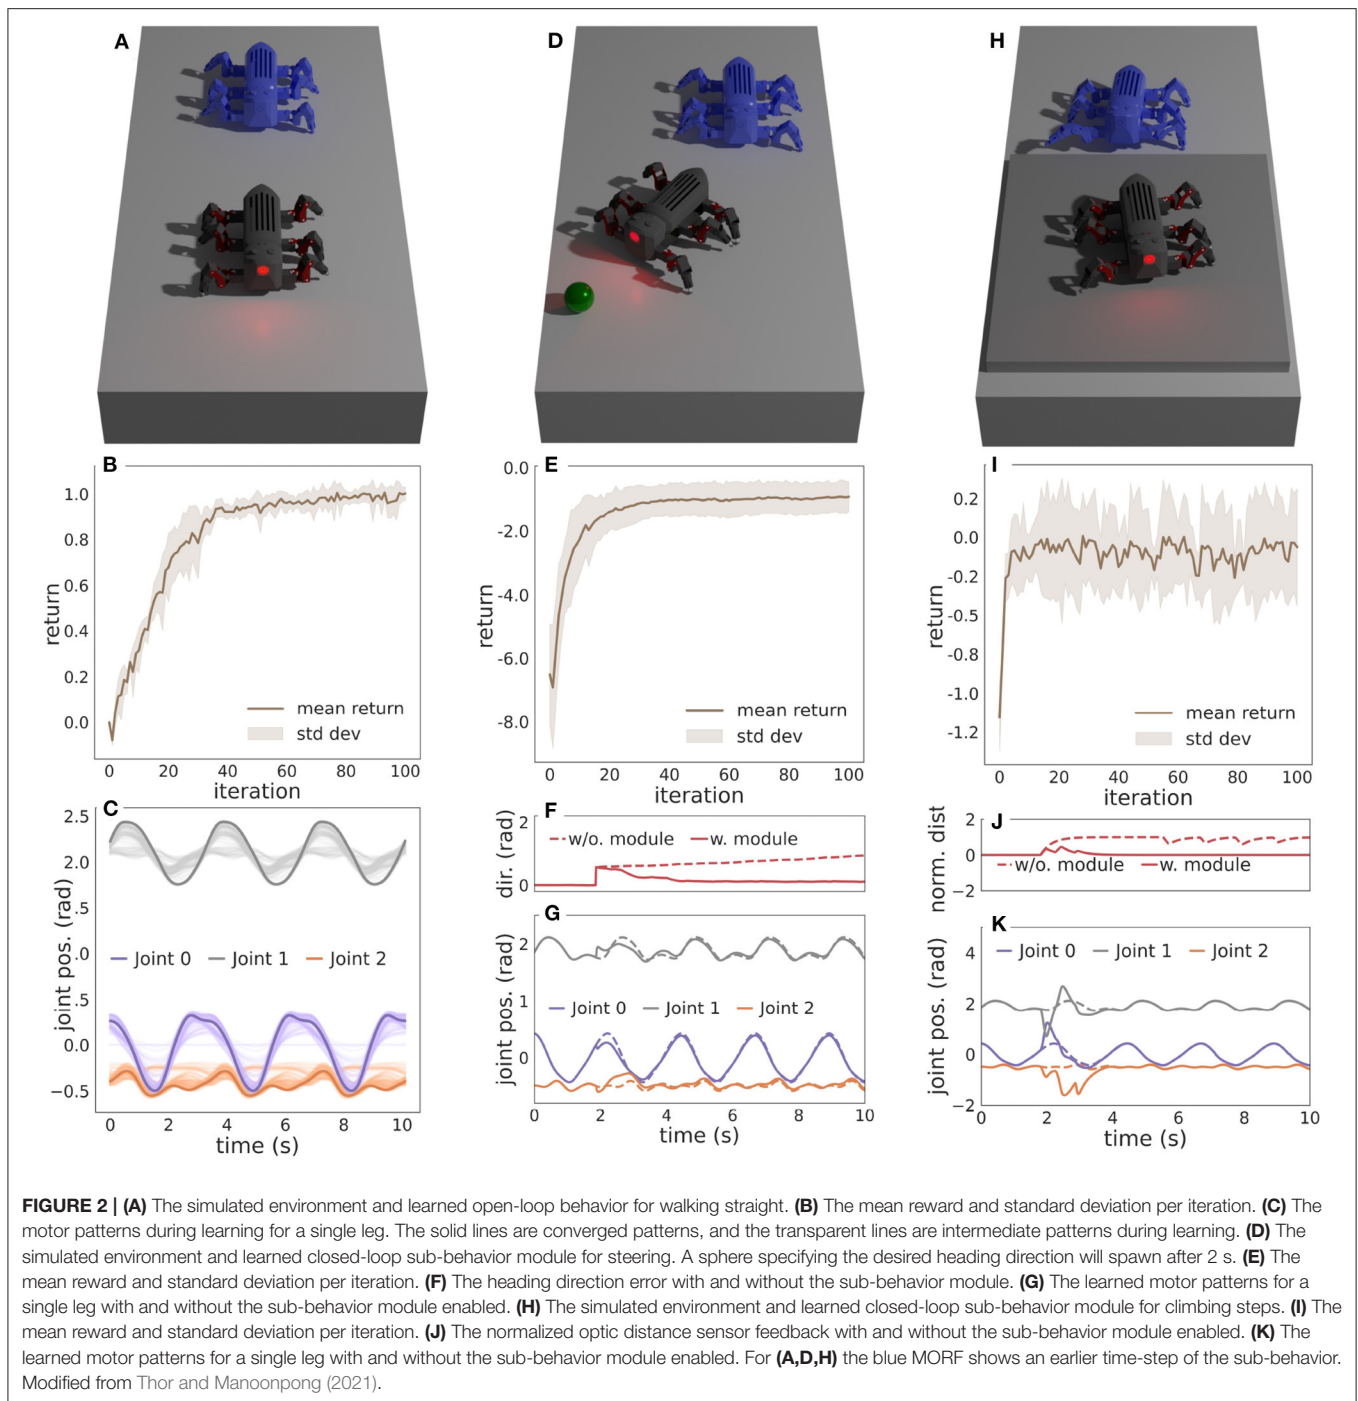 A
D
H
B
1.0
0.8
0.6
0.4
0.2
0.0
return
mean return
std dev
0 20 40 60 80 100
iteration
E
0.0
-2.0
-4.0
-6.0
-8.0
return
mean return
std dev
0 20 40 60 80 100
iteration
I
0.2
0.0
-0.2
-0.5
-0.8
-1.0
-1.2
return
mean return
std dev
0 20 40 60 80 100
iteration
C
2.5
2.0
.5
.0
.5
0.0
−0.5
joint pos. (rad)
Joint 0 Joint 1 Joint 2
0 2 4 6 8 10
time (s)
F
2
0
dir. (rad)
w/o. module w. module
G
2
1
0
joint pos. (rad)
Joint 0 Joint 1 Joint 2
0 2 4 6 8 10
time (s)
J
2
0
−2
norm. dist
w/o. module w. module
K
4
2
0
−2
joint pos. (rad)
Joint 0 Joint 1 Joint 2
0 2 4 6 8 10
time (s)
FIGURE 2 | (A) The simulated environment and learned open-loop behavior for walking straight. (B) The mean reward and standard deviation per iteration. (C) The
motor patterns during learning for a single leg. The solid lines are converged patterns, and the transparent lines are intermediate patterns during learning. (D) The
simulated environment and learned closed-loop sub-behavior module for steering. A sphere specifying the desired heading direction will spawn after 2 s. (E) The
mean reward and standard deviation per iteration. (F) The heading direction error with and without the sub-behavior module. (G) The learned motor patterns for a
single leg with and without the sub-behavior module enabled. (H) The simulated environment and learned closed-loop sub-behavior module for climbing steps. (I) The
mean reward and standard deviation per iteration. (J) The normalized optic distance sensor feedback with and without the sub-behavior module enabled. (K) The
learned motor patterns for a single leg with and without the sub-behavior module enabled. For (A,D,H) the blue MORF shows an earlier time-step of the sub-behavior.
Modified from Thor and Manoonpong (2021).